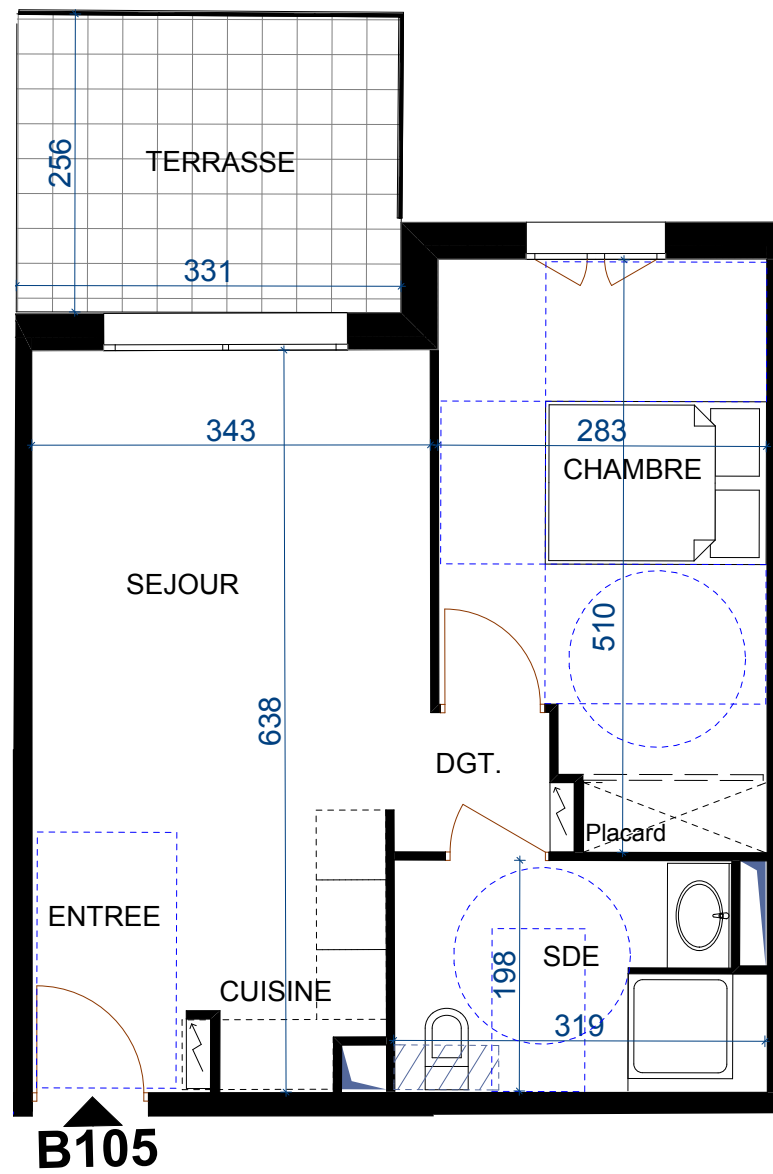 256
TERRASSE
331
343
283
CHAMBRE
SEJOUR
510
638
DGT.
Placard
ENTREE
CUISINE
198
SDE
319
B105